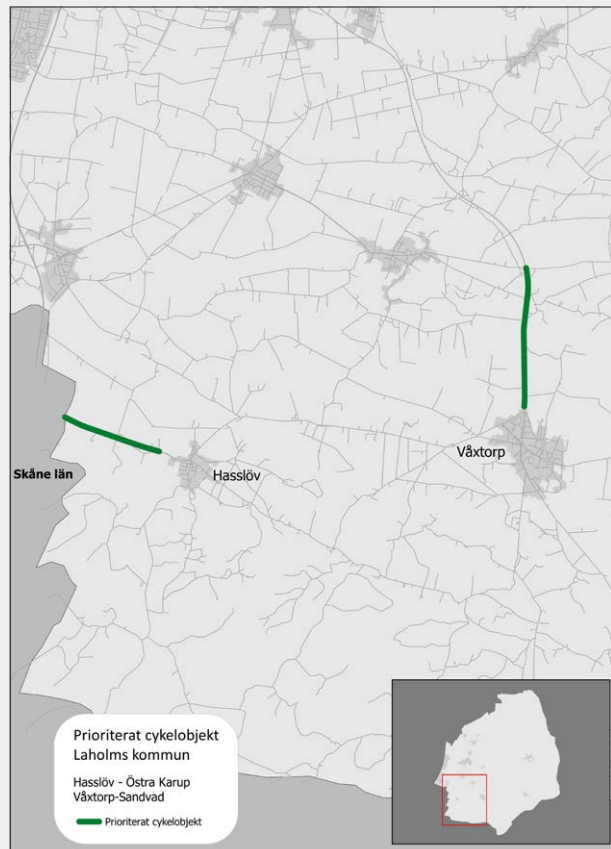 Våxtorp
Hasslöv
Skåne län
Prioriterat cykelobjekt
Laholms kommun
Hasslöv - Östra Karup
Våxtorp-Sandvad
Prioriterat cykelobjekt